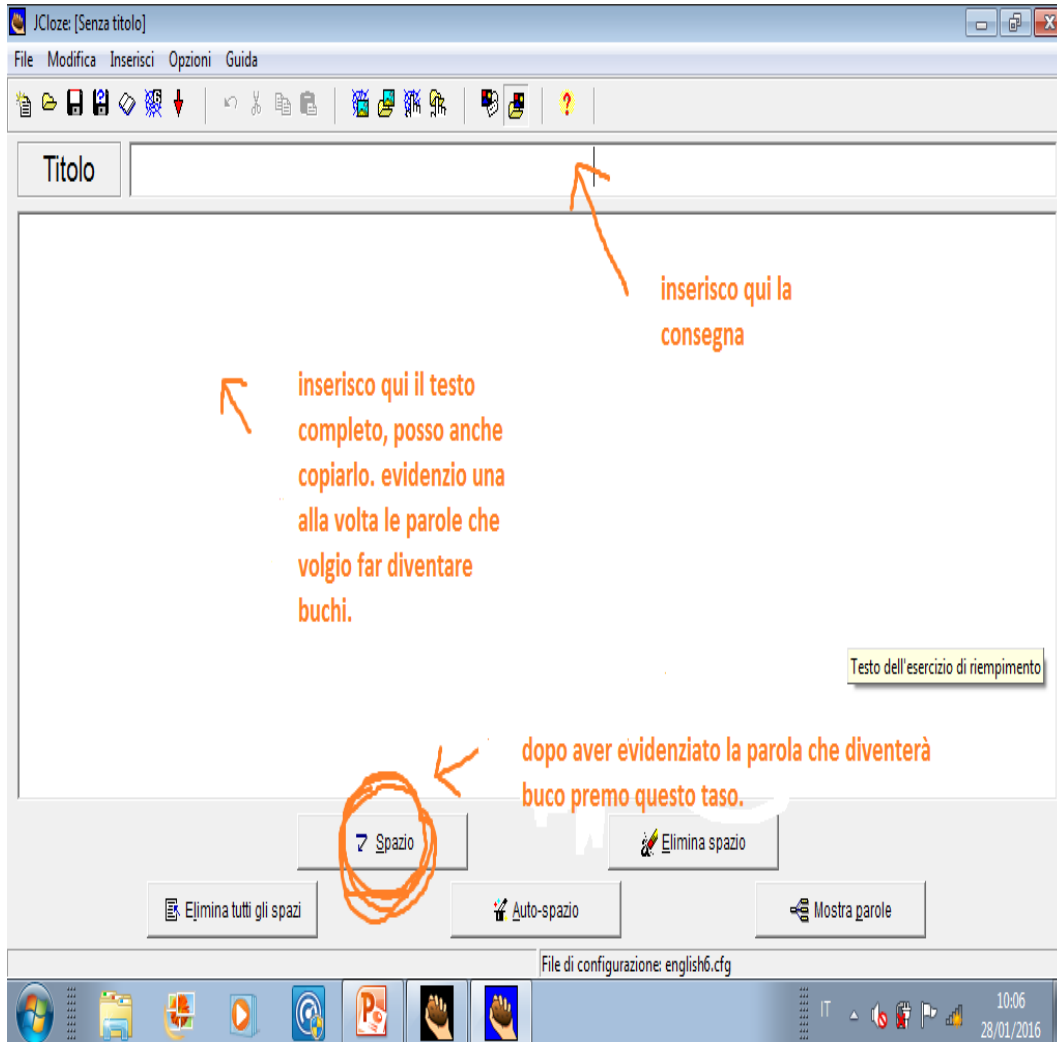 JCloze: [Senza titolo]
File Modifica Inserisci Opzioni Guida
Titolo
inserisco qui la
consegna
inserisco qui il testo
completo, posso anche
copiarlo. evidenzio una
alla volta le parole che
volgio far diventare
buchi.
Testo dell'esercizio di riempimento
dopo aver evidenziato la parola che diventerà
buco premo questo taso.
Spazio
Elimina spazio
Elimina tutti gli spazi
Auto-spazio
Mostra parole
File di configurazione: english6.cfg
IT
10:06
28/01/2016